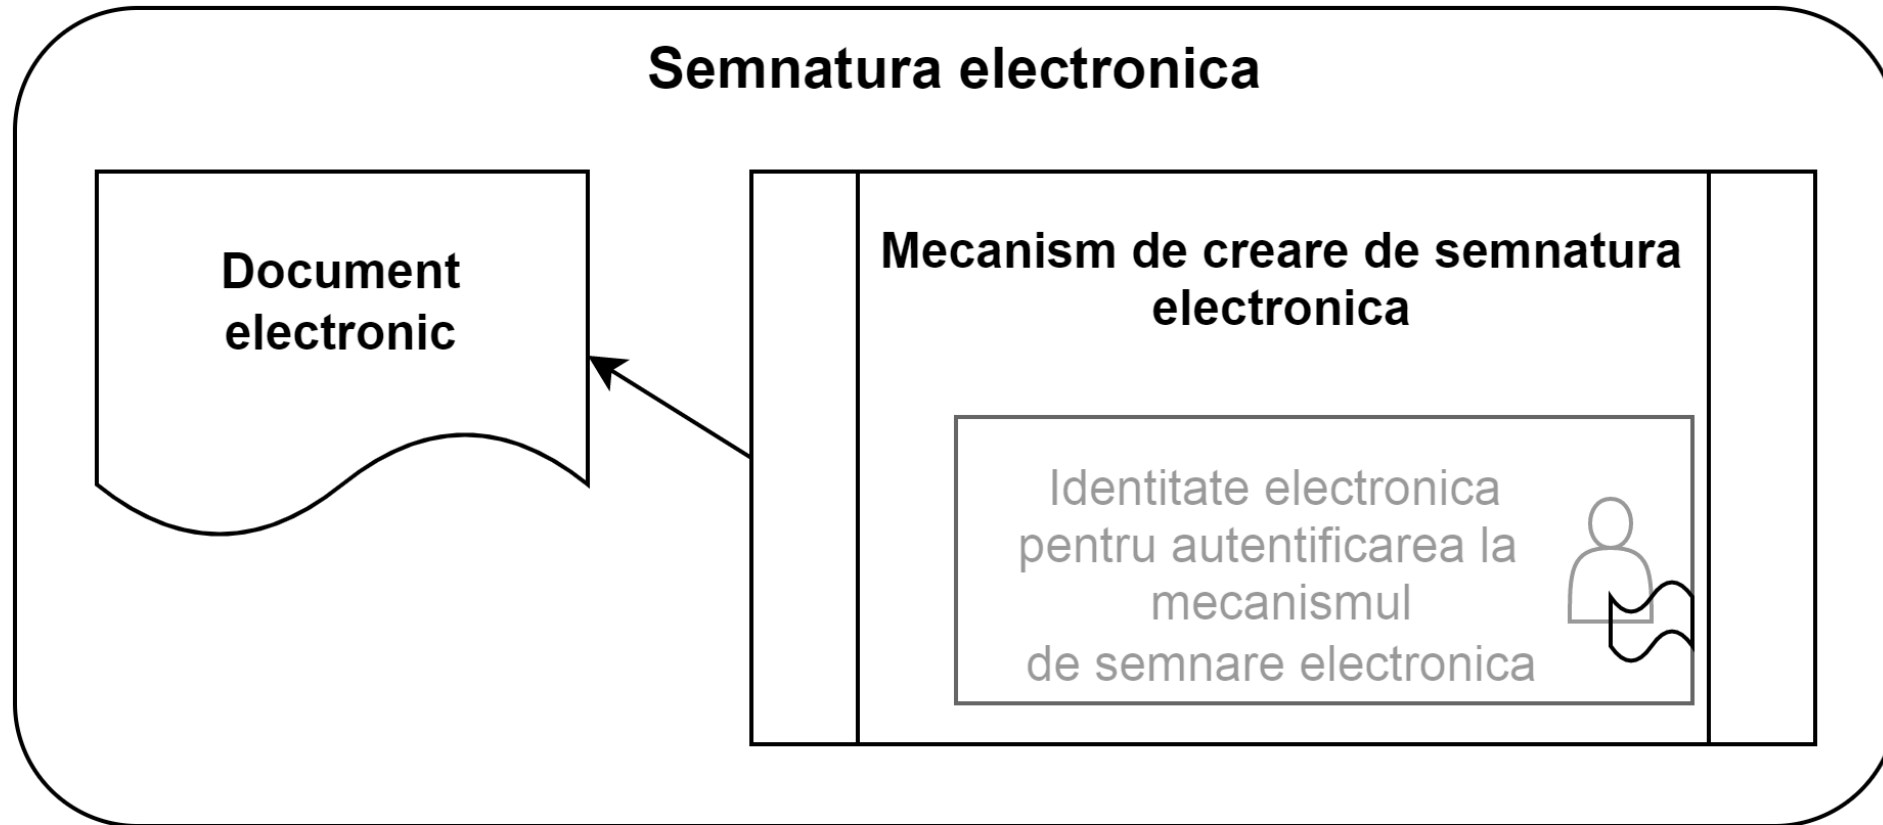 Semnatura electronica
Document
electronic
Mecanism de creare de semnatura
electronica
Identitate electronica
pentru autentificarea la
mecanismul
de semnare electronica